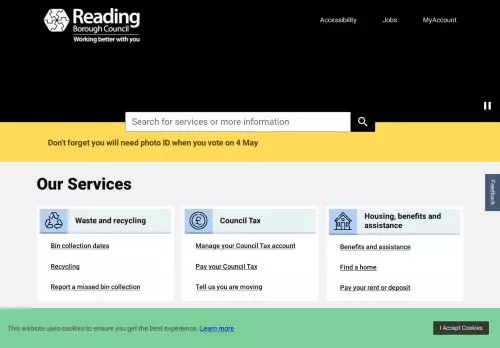 Reading
Borough Council
Working better with you
Accessibility
Jobs
MyAccount
Search for services or more information
Don't forget you will need photo ID when you vote on 4 May
Feedback
Our Services
Waste and recycling
Bin collection dates
Recycling
Report a missed bin collection
Council Tax
Manage your Council Tax account
Pay your Council Tax
Tell us you are moving
Housing, benefits and
assistance
Benefits and assistance
Find a home
Pay your rent or deposit
This website uses cookies to ensure you get the best experience. Learn more
I Accept Cookies